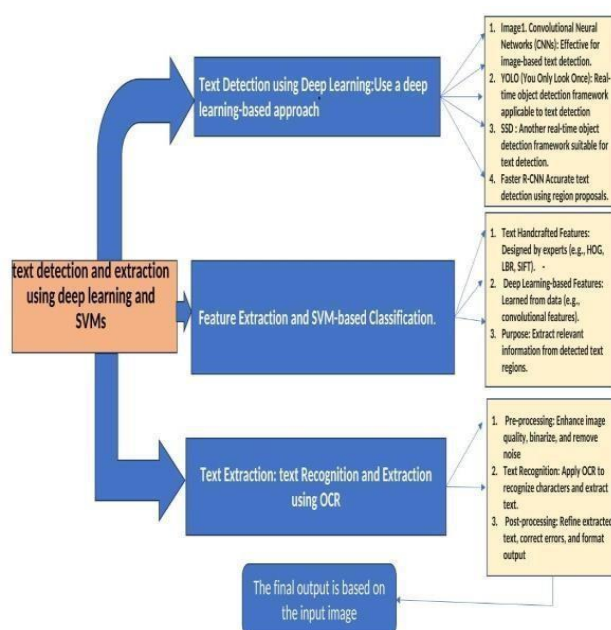 text detection and extraction
using deep learning and
SVMs
Text Detection using Deep Learning:Use a deep
learning-based approach
1. Image1. Convolutional Neural
Networks (CNNs): Effective for
image-based text detection.
2. YOLO (You Only Look Once): Real-
time object detection framework
applicable to text detection
3. SSD : Another real-time object
detection framework suitable for
text detection.
4. Faster R-CNN Accurate text
detection using region proposals.
Feature Extraction and SVM-based Classification.
1. Text Handcrafted Features:
Designed by experts (e.g., HOG,
LBR, SIFT). -
2. Deep Learning-based Features:
Learned from data (e.g.,
convolutional features).
3. Purpose: Extract relevant
information from detected text
regions.
Text Extraction: text Recognition and Extraction
using OCR
1. Pre-processing: Enhance image
quality, binarize, and remove
noise
2. Text Recognition: Apply OCR to
recognize characters and extract
text.
3. Post-processing: Refine extracted
text, correct errors, and format
output
The final output is based on
the input image